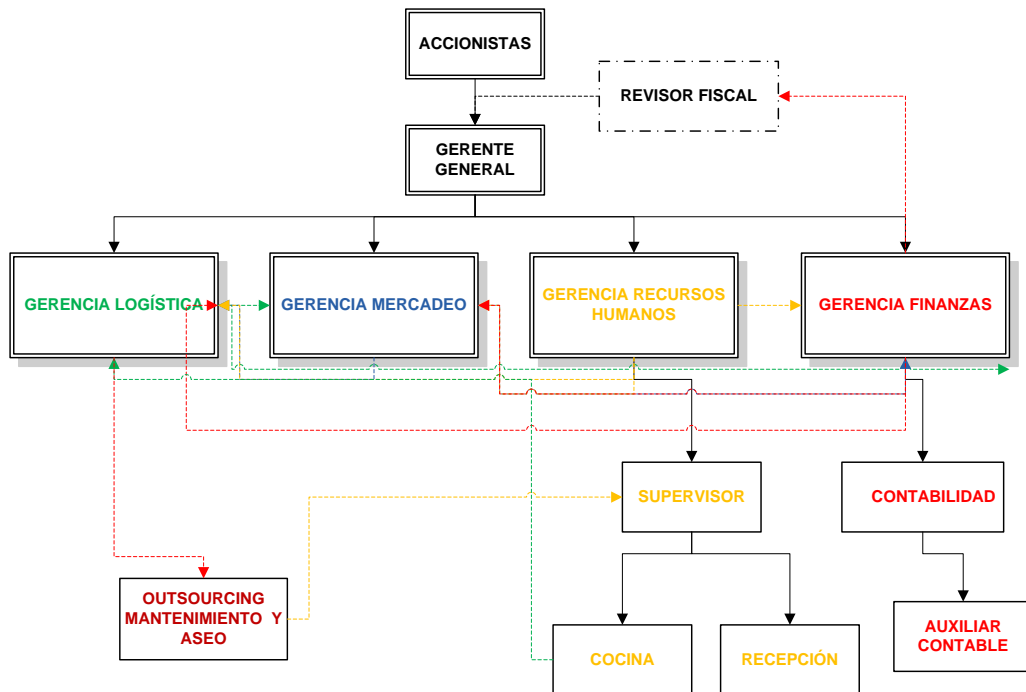 ACCIONISTAS
REVISOR FISCAL
GERENTE
GENERAL
GERENCIA LOGÍSTICA
GERENCIA MERCADEO
GERENCIA RECURSOS
HUMANOS
GERENCIA FINANZAS
SUPERVISOR
CONTABILIDAD
OUTSOURCING
MANTENIMIENTO Y
ASEO
COCINA
RECEPCIÓN
AUXILIAR
CONTABLE